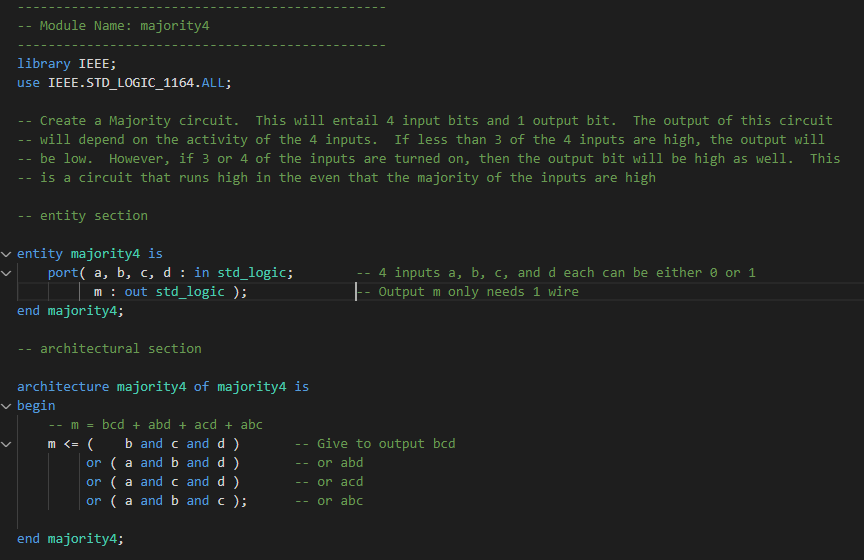 -----------------------------------------------
-- Module Name: majority4
-----------------------------------------------
library IEEE;
use IEEE.STD_LOGIC_1164.ALL;

-- Create a Majority circuit.  This will entail 4 input bits and 1 output bit.  The output of this circuit
-- will depend on the activity of the 4 inputs.  If less than 3 of the 4 inputs are high, the output will
-- be low.  However, if 3 or 4 of the inputs are turned on, then the output bit will be high as well.  This
-- is a circuit that runs high in the even that the majority of the inputs are high

-- entity section

entity majority4 is
    port( a, b, c, d : in std_logic;        -- 4 inputs a, b, c, and d each can be either 0 or 1
          m : out std_logic );              -- Output m only needs 1 wire
end majority4;

-- architectural section

architecture majority4 of majority4 is
begin
    -- m = bcd + abd + acd + abc
    m <= (    b and c and d )       -- Give to output bcd
         or ( a and b and d )       -- or abd
         or ( a and c and d )       -- or acd
         or ( a and b and c );      -- or abc

end majority4;